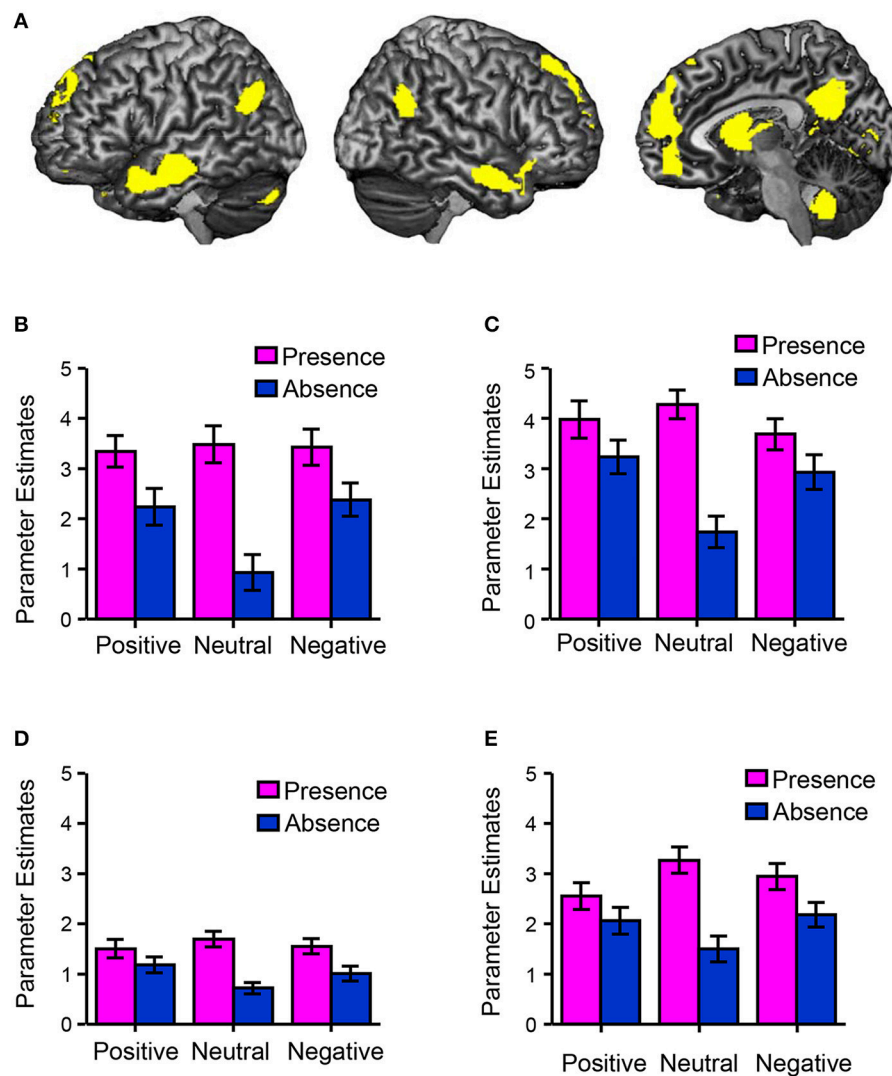 A
B
Presence
Absence
5
4
3
2
1
0
Parameter Estimates
Positive Neutral Negative
C
Presence
Absence
5
4
3
2
1
0
Parameter Estimates
Positive Neutral Negative
D
Presence
Absence
5
4
3
2
1
0
Parameter Estimates
Positive Neutral Negative
E
Presence
Absence
5
4
3
2
1
0
Parameter Estimates
Positive Neutral Negative